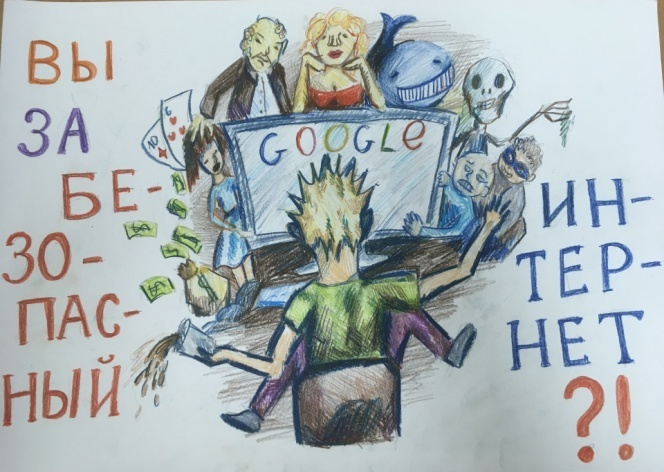 ВЫ
ЗА
БЕ-
ЗО-
ПАС-
НЫЙ
GOOGLe
ИН-
ТЕР-
НЕТ
?!
$
$
$
$
$
$